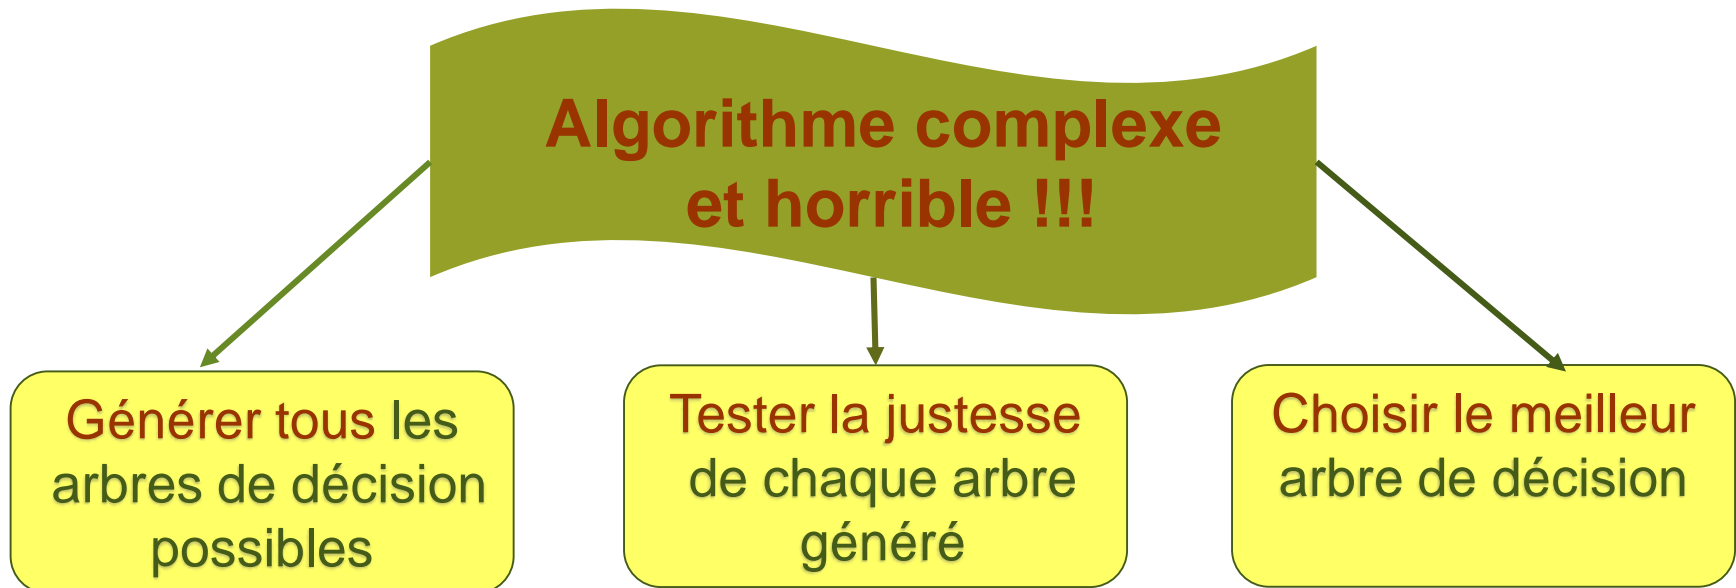 Algorithme complexe
et horrible !!!
Générer tous les
arbres de décision
possibles
Tester la justesse
de chaque arbre
généré
Choisir le meilleur
arbre de décision